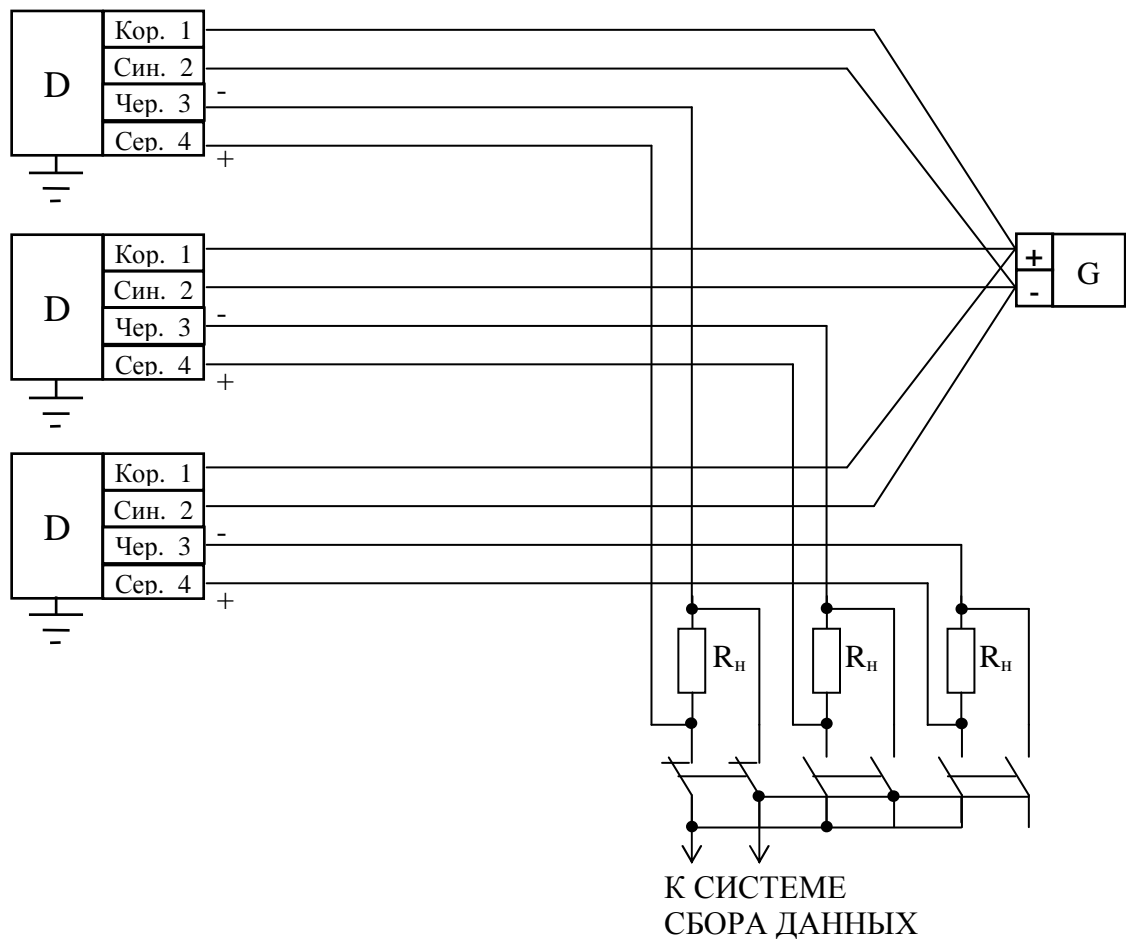 D
Кор. 1
Син. 2
Чер. 3
-
Сер. 4
+
D
Кор. 1
Син. 2
Чер. 3
-
Сер. 4
+
+
-
G
D
Кор. 1
Син. 2
Чер. 3
-
Сер. 4
+
Rн Rн Rн
К СИСТЕМЕ
СБОРА ДАННЫХ